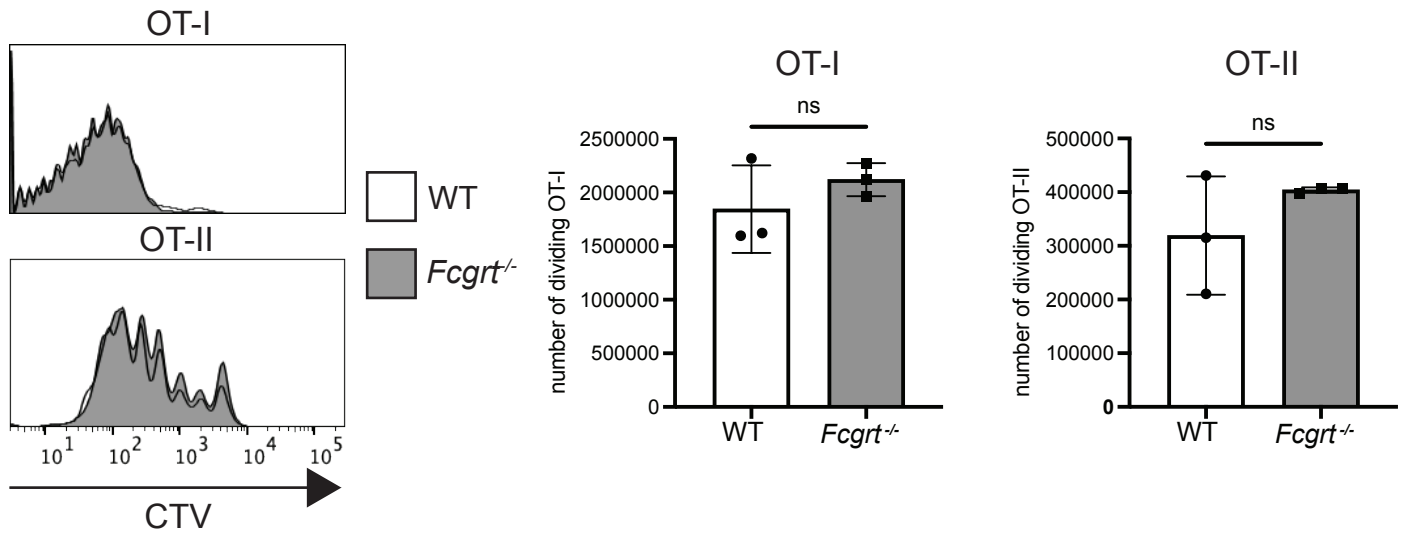 OT-I
OT-II
10¹ 10² 10³ 10⁴ 10⁵
CTV
WT
Fcgrt⁻/⁻
OT-I
ns
number of dividing OT-I
2500000
2000000
1500000
1000000
500000
0
WT Fcgrt⁻/⁻
OT-II
ns
number of dividing OT-II
500000
400000
300000
200000
100000
0
WT Fcgrt⁻/⁻